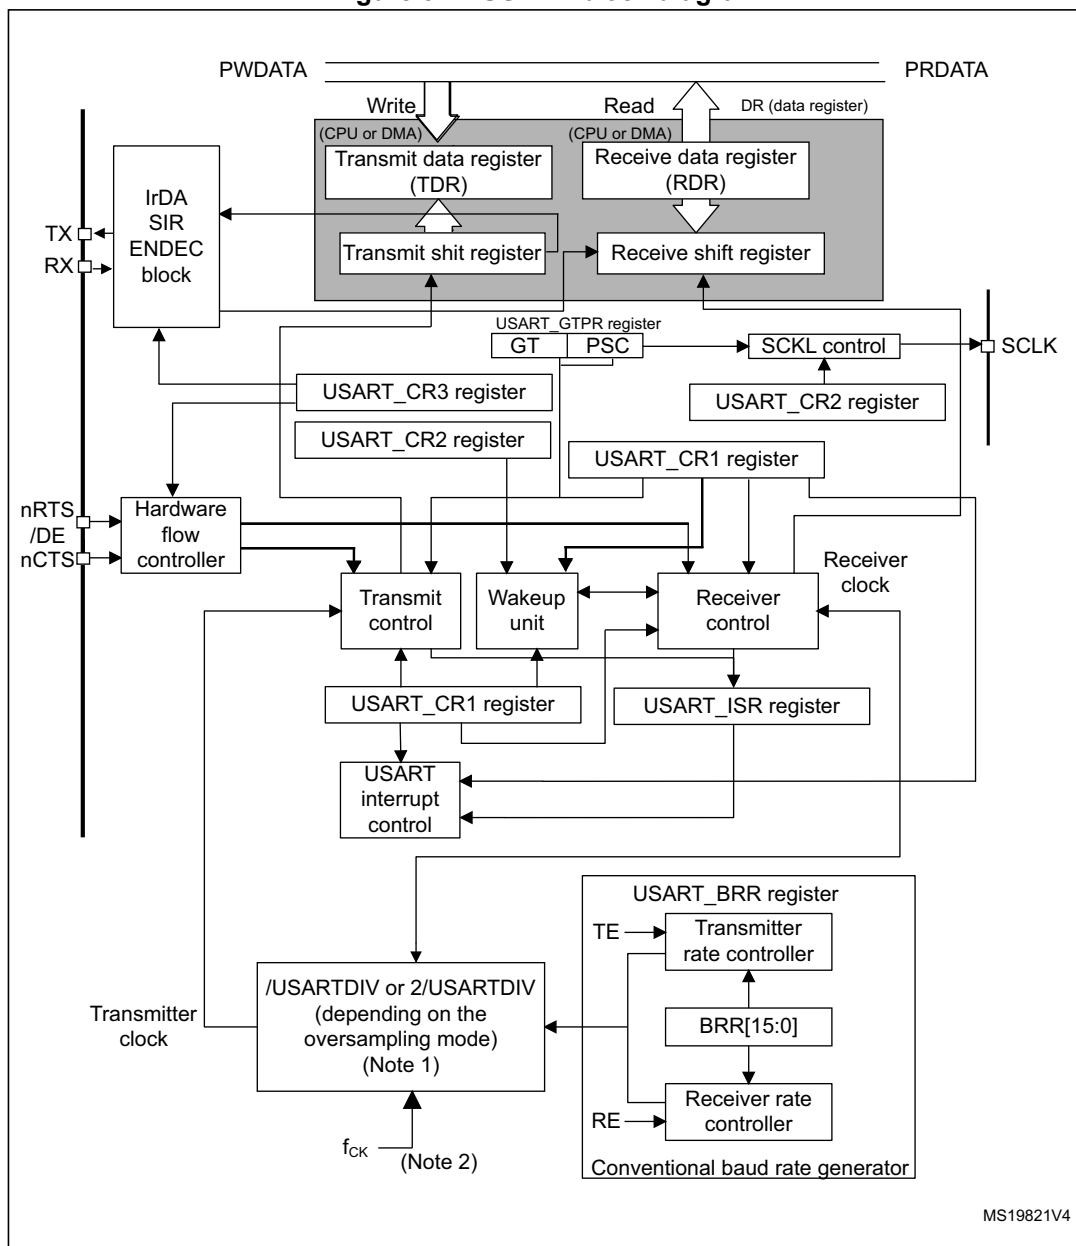 PWDATA
PRDATA
Write
Read
DR (data register)
(CPU or DMA)
(CPU or DMA)
Transmit data register
(TDR)
Receive data register
(RDR)
IrDA
SIR
ENDEC
block
TX
RX
Transmit shit register
Receive shift register
USART_GTPR register
GT
PSC
SCKL control
SCLK
USART_CR3 register
USART_CR2 register
USART_CR2 register
USART_CR1 register
nRTS
/DE
nCTS
Hardware
flow
controller
Receiver
clock
Transmit
control
Wakeup
unit
Receiver
control
USART_CR1 register
USART_ISR register
USART
interrupt
control
USART_BRR register
TE
Transmitter
rate controller
/USARTDIV or 2/USARTDIV
(depending on the
oversampling mode)
(Note 1)
Transmitter
clock
BRR[15:0]
Receiver rate
controller
RE
fCK
(Note 2)
Conventional baud rate generator
MS19821V4